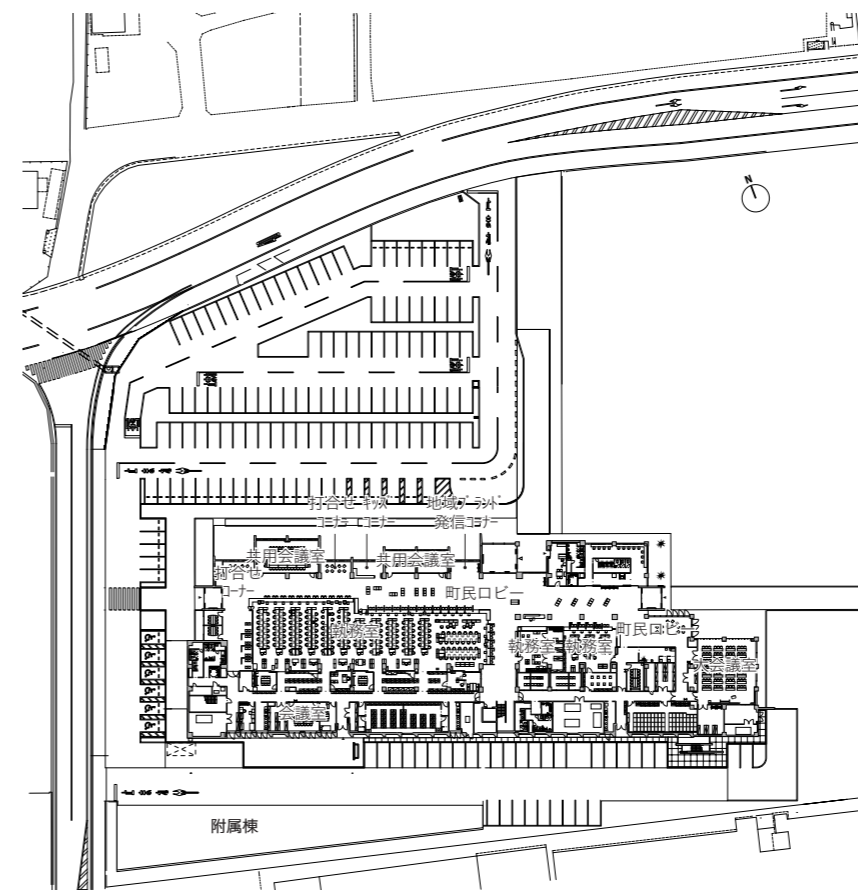 N
打合せ
コーナー
キッズ
コーナー
地域ブランド
発信コーナー
共用会議室
共用会議室
打合せ
コーナー
町民ロビー
執務室
執務室
執務室
町民ロビー
大会議室
会議室
附属棟